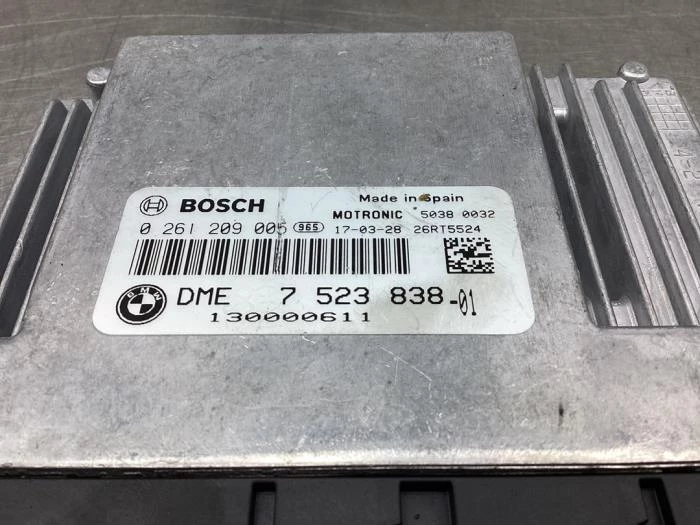 Made in Spain
BOSCH
MOTRONIC 5038 0032
0 261 209 005 965 17-03-28 26RT5524
BMW DME 7 523 838-01
130000611